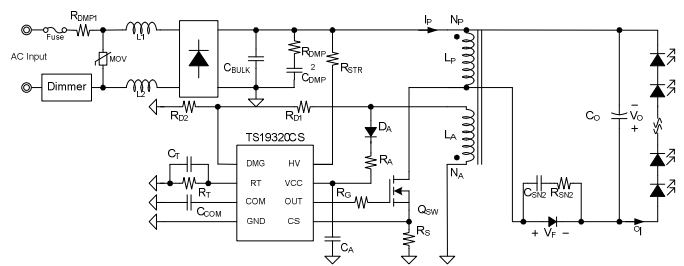 RDMP1
L1
Fuse
AC Input
MOV
Dimmer
L2
CBULK
RDMP
2
CDMP
RSTR
IP
NP
LP
RD2
RD1
DA
LA
RA
NA
TS19320CS
DMG
HV
RT
VCC
COM
OUT
GND
CS
CT
RT
CCOM
RG
QSW
CA
RS
CO
−
VO
+
CSN2
RSN2
+ VF −
IO